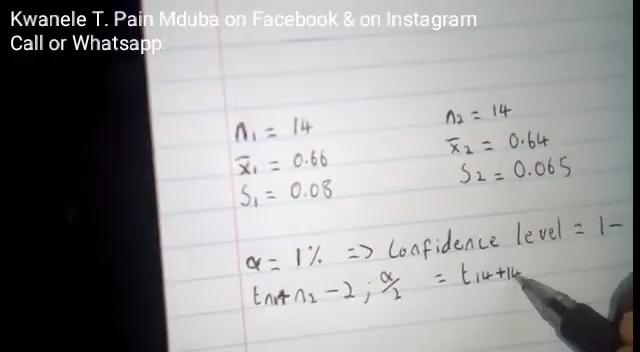 Kwanele T. Pain Mduba on Facebook & on Instagram
Call or Whatsapp
n₁ = 14
n₂ = 14
x̄₁ = 0.66
x̄₂ = 0.64
S₁ = 0.08
S₂ = 0.065
α = 1% => Confidence level = 1-
tn₁+n₂-2; α/2 = t14+14